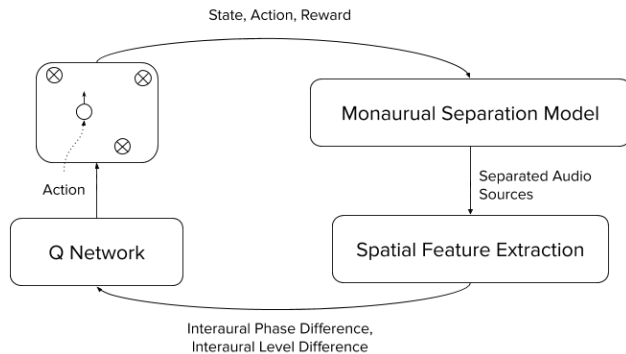 State, Action, Reward
Monaurual Separation Model
Action
Separated Audio
Sources
Q Network
Spatial Feature Extraction
Interaural Phase Difference,
Interaural Level Difference